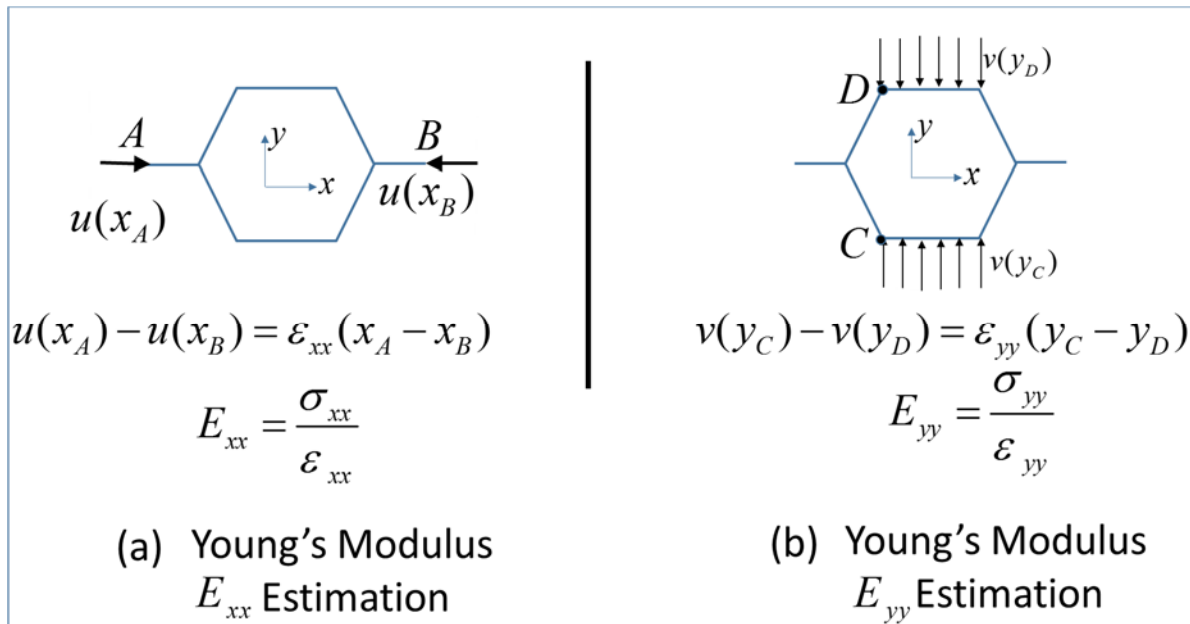 A
B
y
x
u(x_A)
u(x_B)
u(x_A) − u(x_B) = ε_xx(x_A − x_B)
E_xx = σ_xx / ε_xx
(a) Young’s Modulus
E_xx Estimation
v(y_D)
D
y
x
C
v(y_C)
v(y_C) − v(y_D) = ε_yy(y_C − y_D)
E_yy = σ_yy / ε_yy
(b) Young’s Modulus
E_yy Estimation